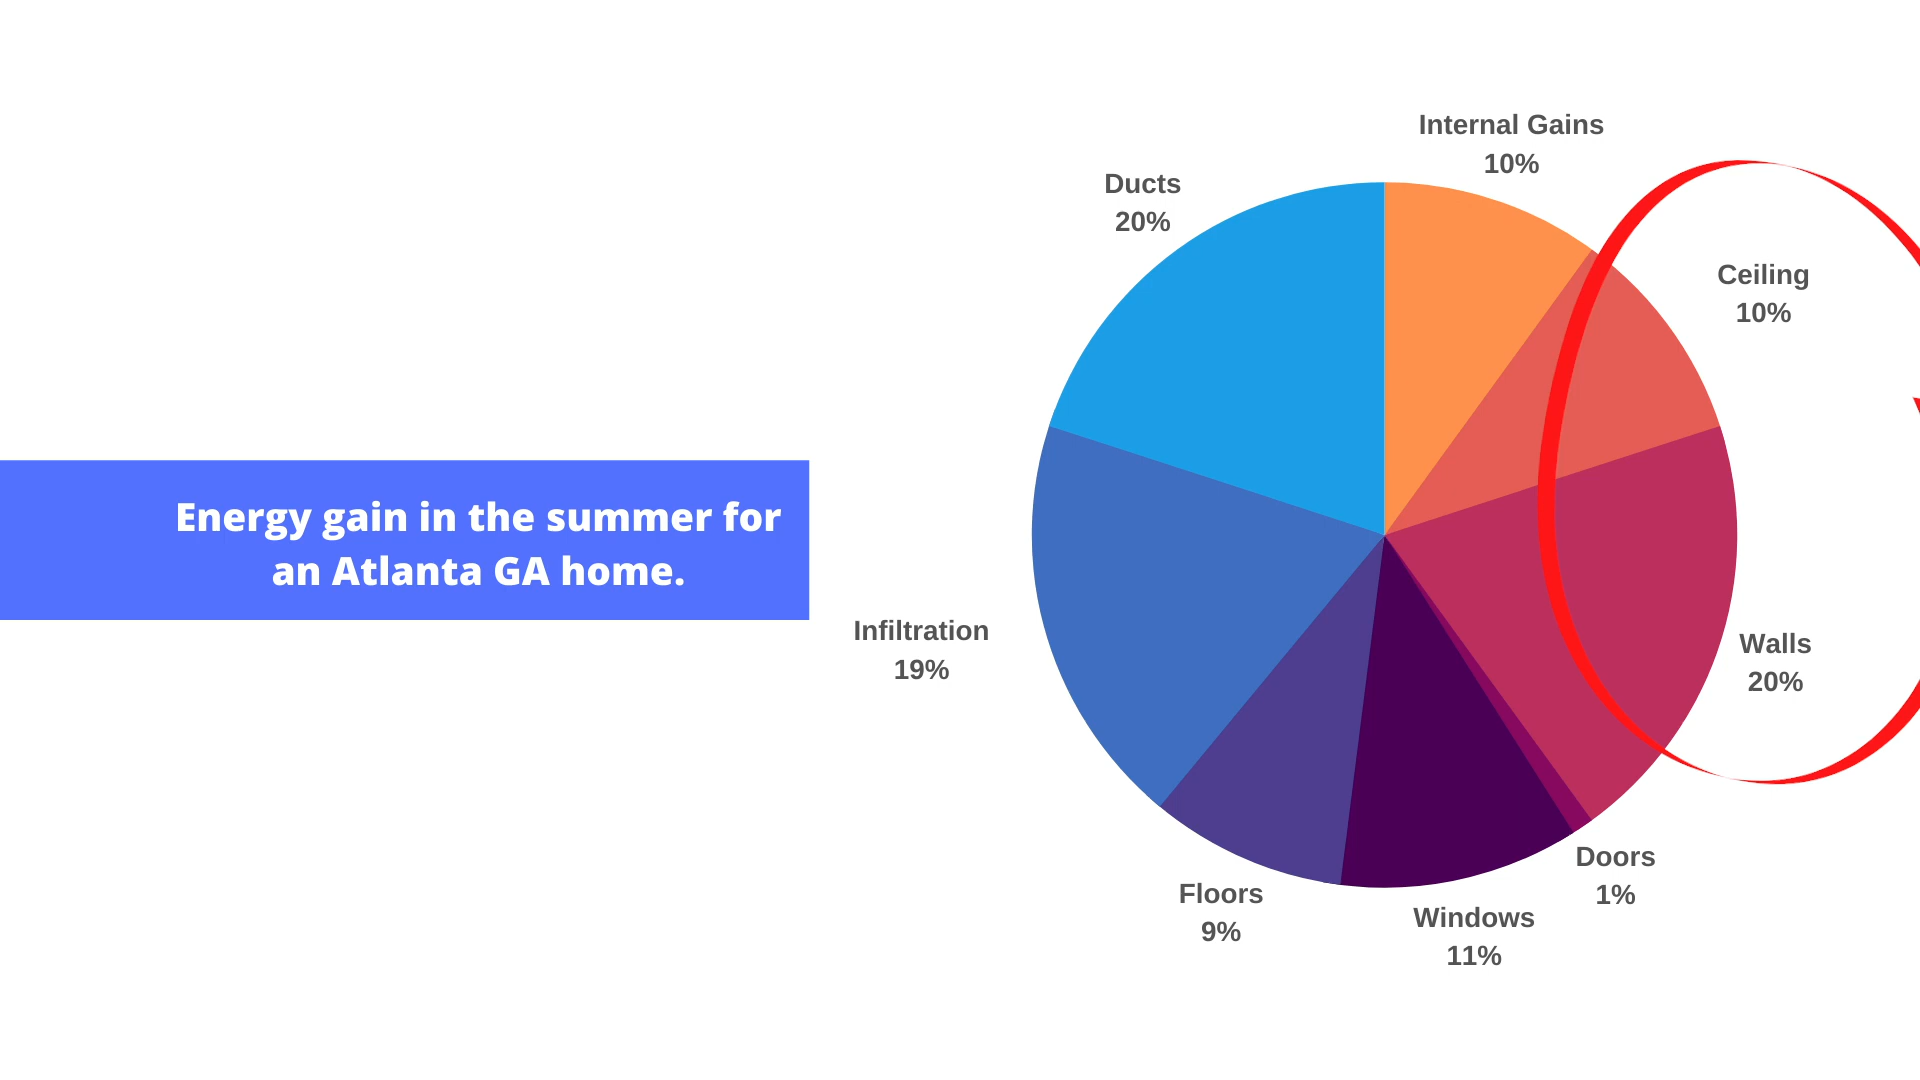 Energy gain in the summer for
an Atlanta GA home.
Internal Gains
10%
Ceiling
10%
Walls
20%
Doors
1%
Windows
11%
Floors
9%
Infiltration
19%
Ducts
20%